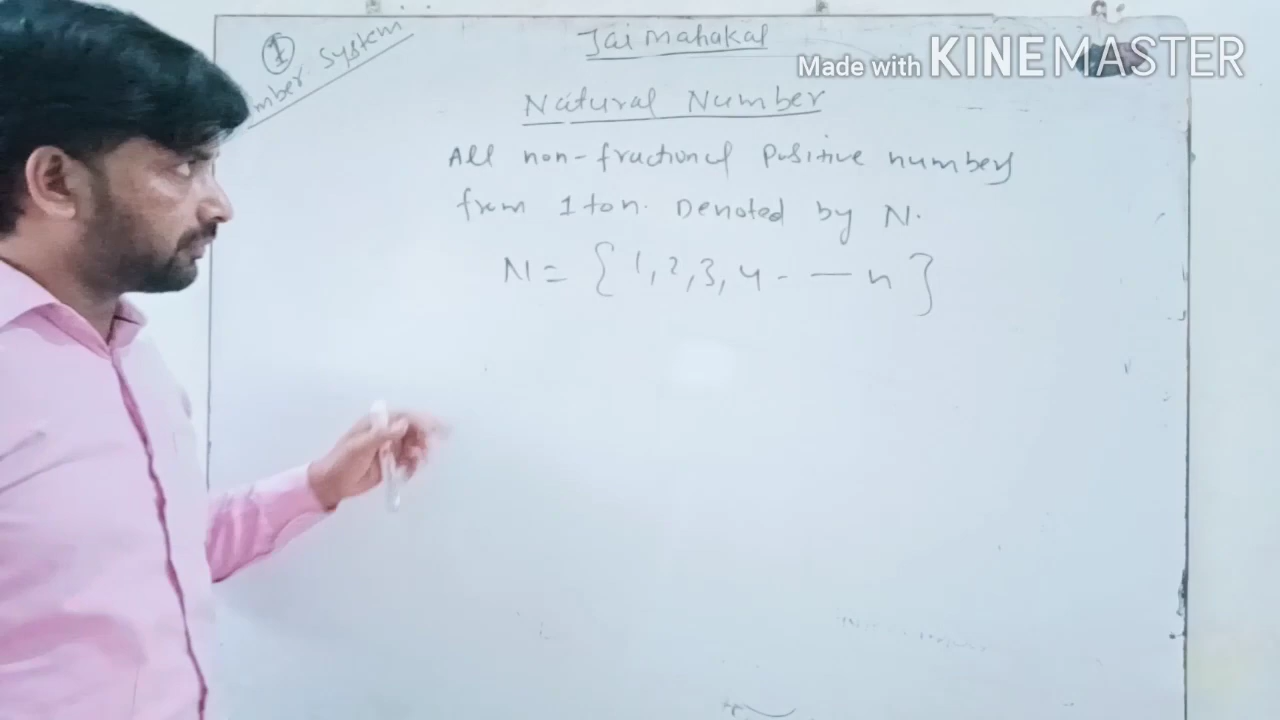 ①
mber System
Jai Mahakal
Made with KINEMASTER
Natural Number
All non-fractional Positive numbers
from 1 to n. Denoted by N.
N = { 1, 2, 3, 4 - — n }